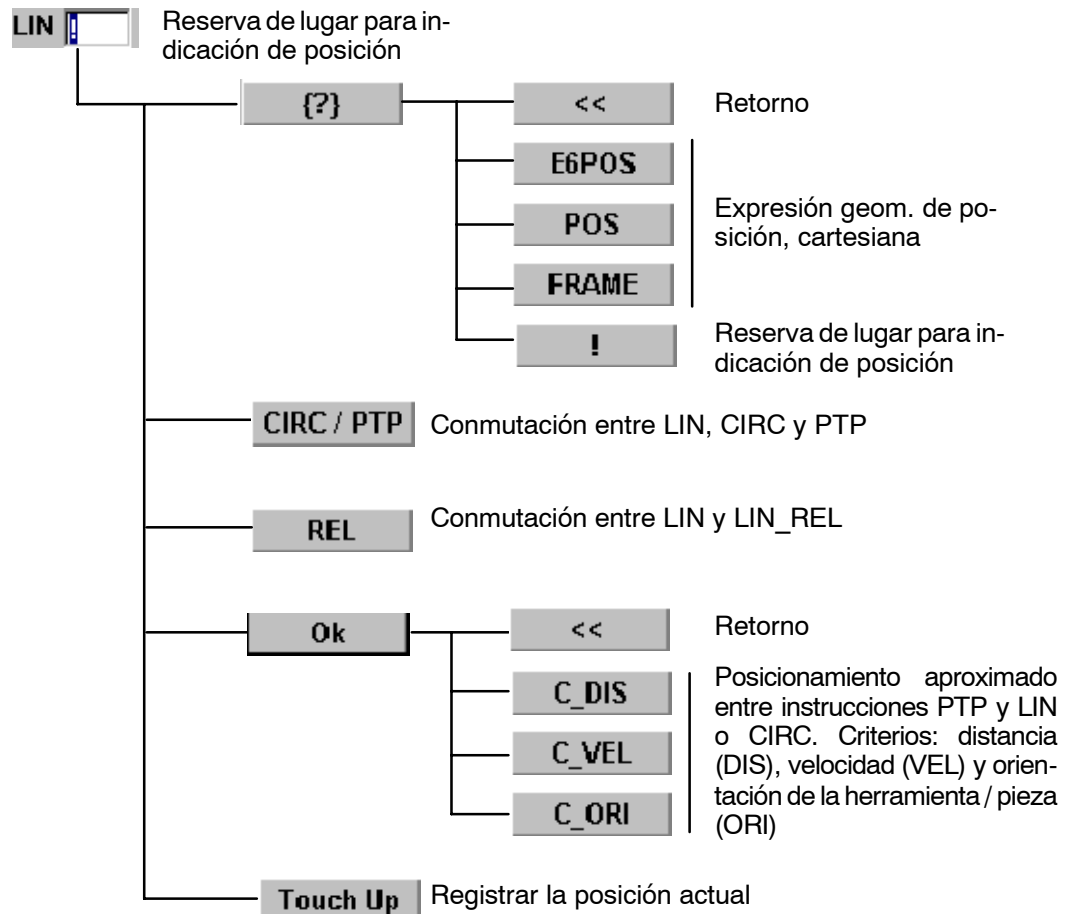 LIN ! Reserva de lugar para in-
dicación de posición
{?} << Retorno
E6POS
POS
FRAME
Expresión geom. de po-
sición, cartesiana
! Reserva de lugar para in-
dicación de posición
CIRC / PTP Conmutación entre LIN, CIRC y PTP
REL Conmutación entre LIN y LIN_REL
Ok << Retorno
C_DIS
C_VEL
C_ORI
Posicionamiento aproximado
entre instrucciones PTP y LIN
o CIRC. Criterios: distancia
(DIS), velocidad (VEL) y orien-
tación de la herramienta / pieza
(ORI)
Touch Up Registrar la posición actual